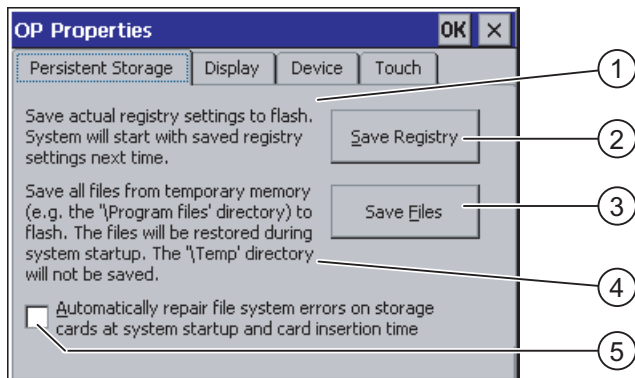 OP Properties OK ×
Persistent Storage Display Device Touch
Save actual registry settings to flash.
System will start with saved registry
settings next time.
Save Registry
Save all files from temporary memory
(e.g. the "\Program files' directory) to
flash. The files will be restored during
system startup. The "\Temp' directory
will not be saved.
Save Files
Automatically repair file system errors on storage
cards at system startup and card insertion time
1
2
3
4
5